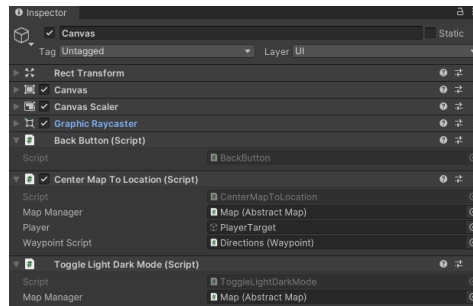 Inspector
Canvas Static
Tag Untagged Layer UI
Rect Transform
Canvas
Canvas Scaler
Graphic Raycaster
# Back Button (Script)
Script BackButton
# Center Map To Location (Script)
Script CenterMapToLocation
Map Manager Map (Abstract Map)
Player PlayerTarget
Waypoint Script Directions (Waypoint)
# Toggle Light Dark Mode (Script)
Script ToggleLightDarkMode
Map Manager Map (Abstract Map)